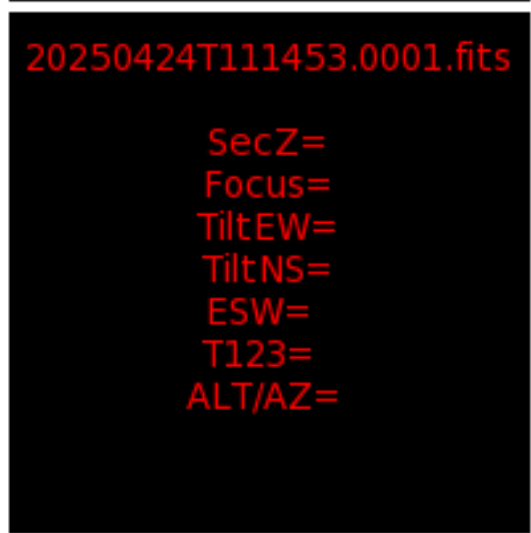 20250424T111453.0001.fits
SecZ=
Focus=
TiltEW=
TiltNS=
ESW=
T123=
ALT/AZ=